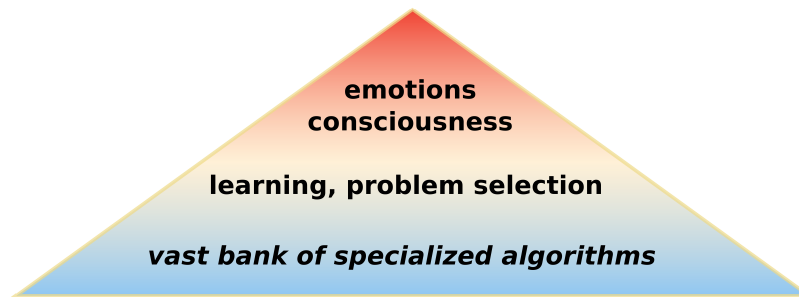 emotions
consciousness
learning, problem selection
vast bank of specialized algorithms